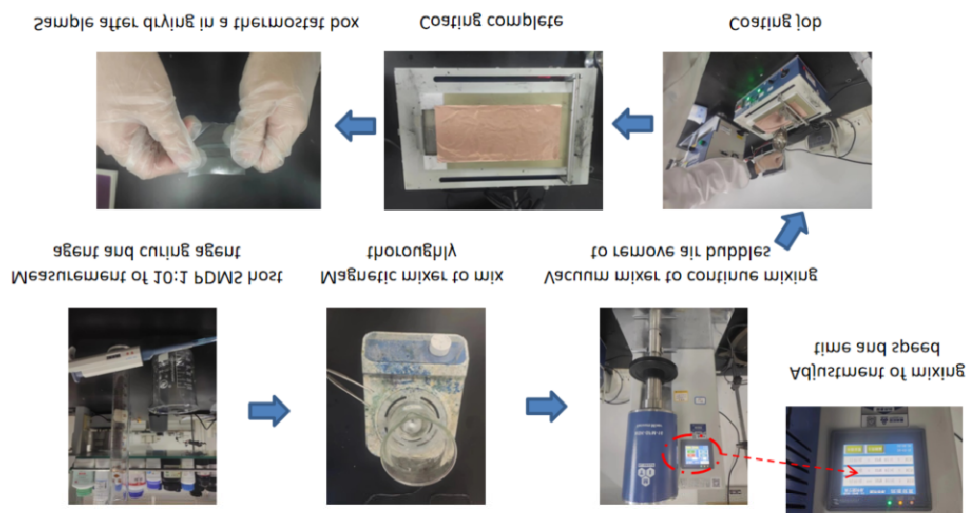 Adjustment of mixing
time and speed
Measurement of 10:1 PDMS host
agent and curing agent
Magnetic mixer to mix
thoroughly
Vacuum mixer to continue mixing
to remove air bubbles
Coating job
Coating complete
Sample after drying in a thermostat box